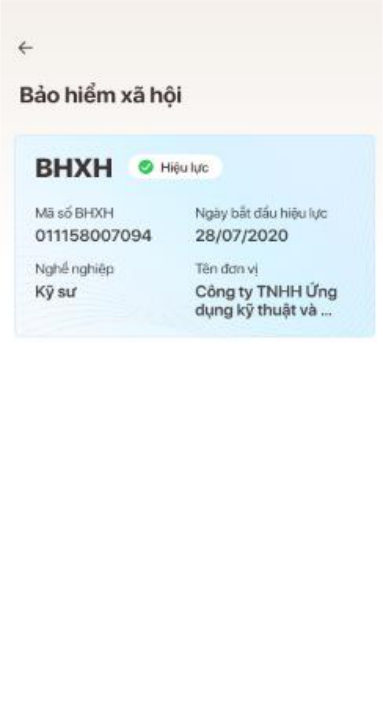 Bảo hiểm xã hội
BHXH Hiệu lực
Mã số BHXH Ngày bắt đầu hiệu lực
011158007094 28/07/2020
Nghề nghiệp Tên đơn vị
Kỹ sư Công ty TNHH Ứng
dụng kỹ thuật và ...